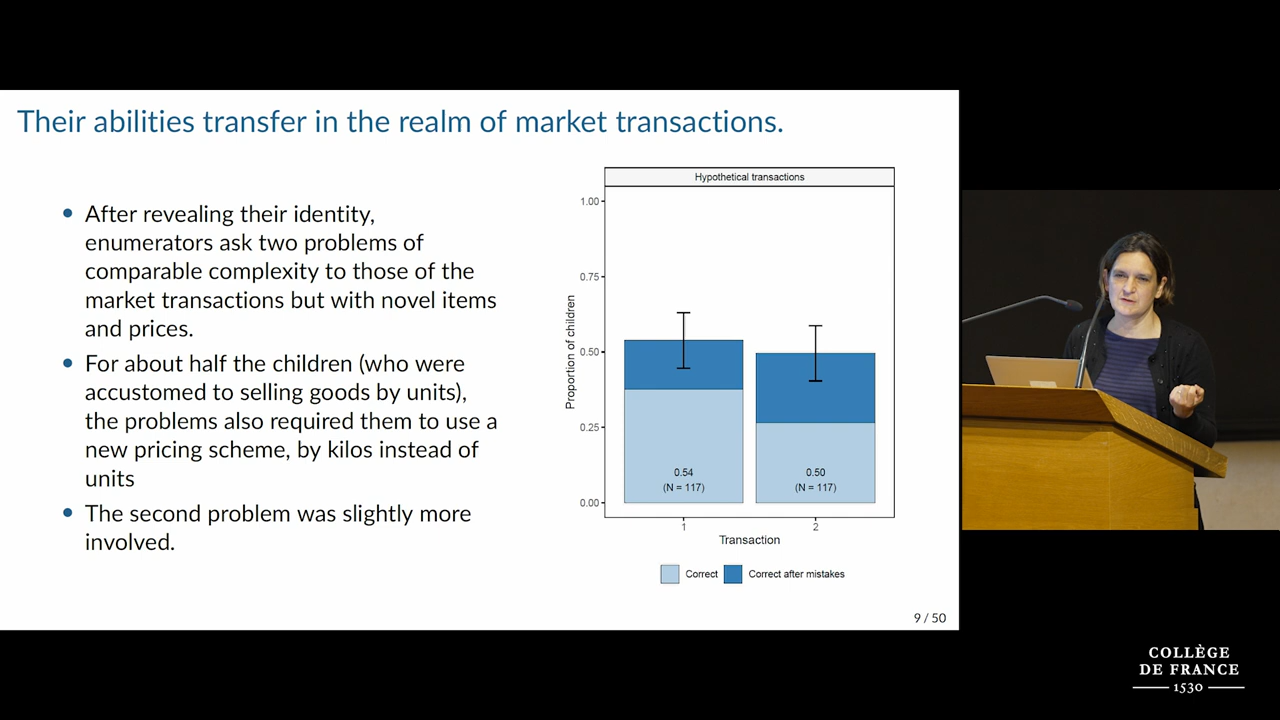 Their abilities transfer in the realm of market transactions.
• After revealing their identity,
enumerators ask two problems of
comparable complexity to those of the
market transactions but with novel items
and prices.
• For about half the children (who were
accustomed to selling goods by units),
the problems also required them to use a
new pricing scheme, by kilos instead of
units
• The second problem was slightly more
involved.
Hypothetical transactions
Proportion of children
1.00
0.75
0.50
0.25
0.00
0.54
(N = 117)
0.50
(N = 117)
1
2
Transaction
Correct
Correct after mistakes
9 / 50
COLLÈGE
DE FRANCE
1530